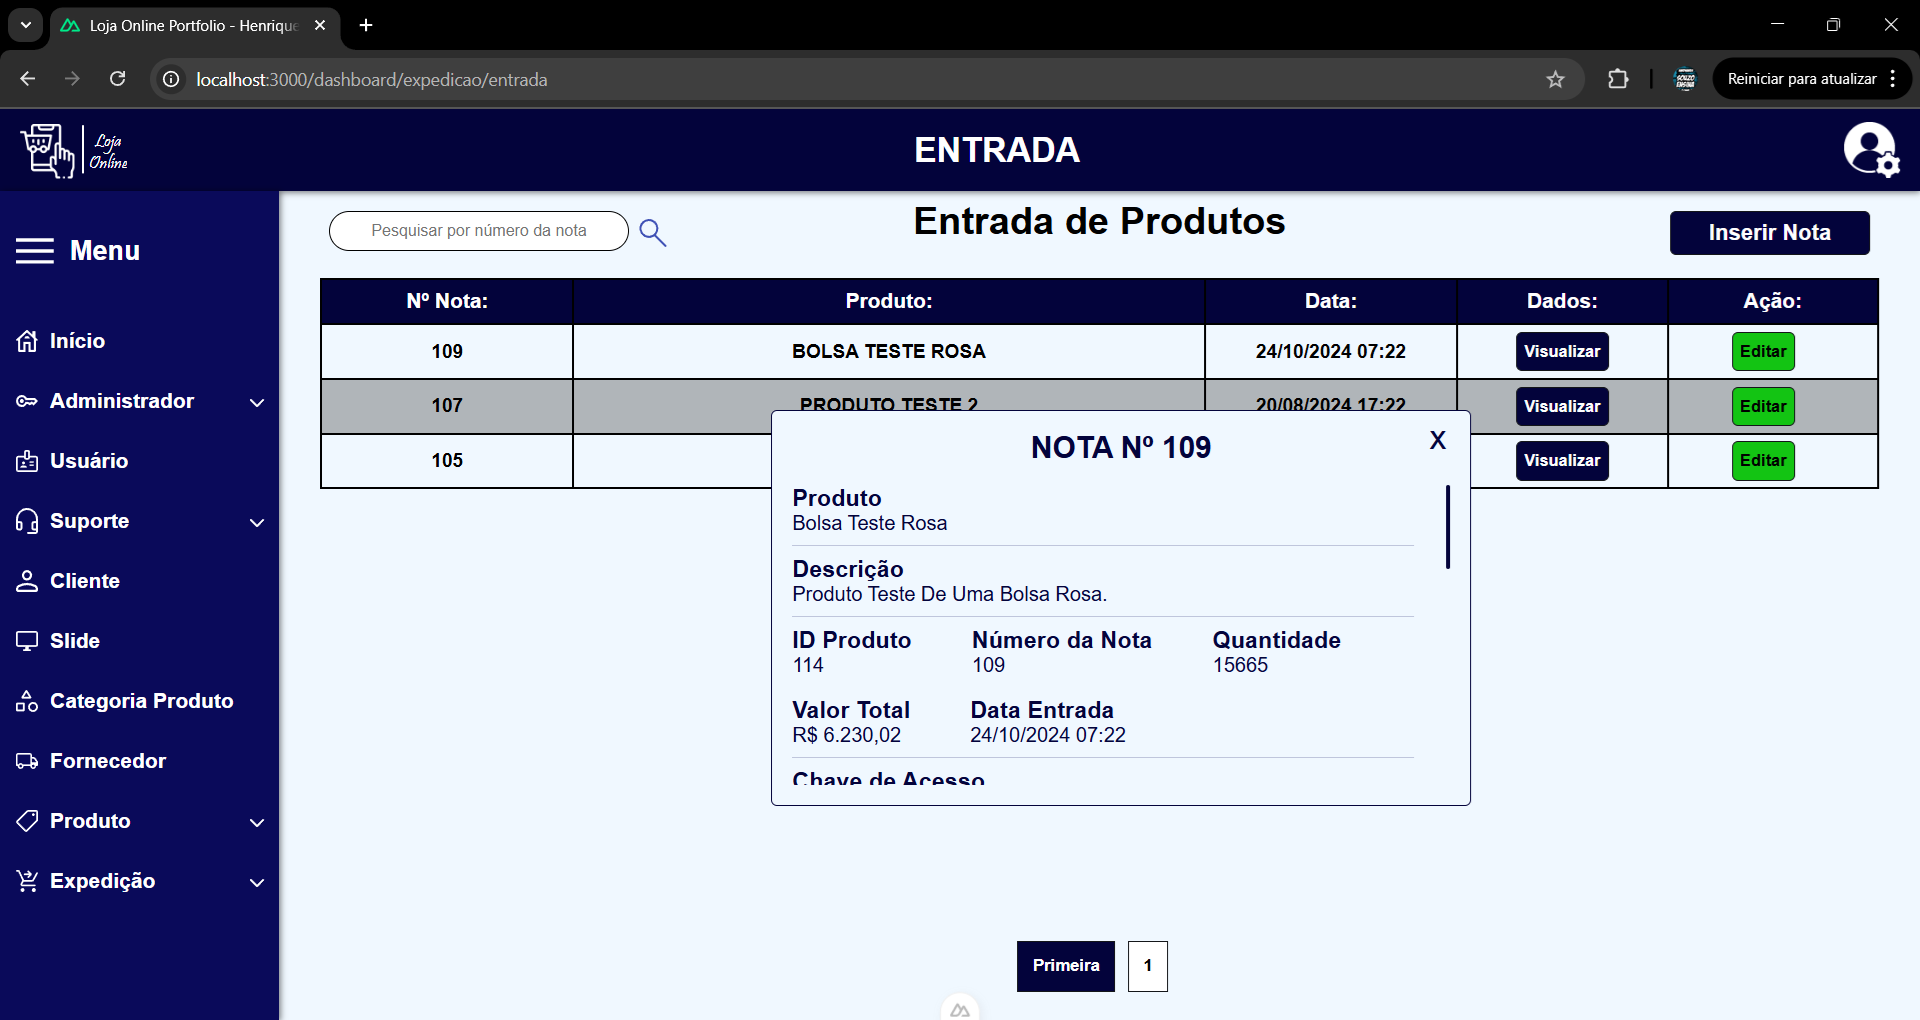 Loja Online Portfolio - Henrique
localhost:3000/dashboard/expedicao/entrada
Reiniciar para atualizar
Loja
Online
ENTRADA
Menu
Início
Administrador
Usuário
Suporte
Cliente
Slide
Categoria Produto
Fornecedor
Produto
Expedição
Pesquisar por número da nota
Entrada de Produtos
Inserir Nota
Nº Nota: Produto: Data: Dados: Ação:
109 BOLSA TESTE ROSA 24/10/2024 07:22 Visualizar Editar
107 PRODUTO TESTE 2 20/08/2024 17:22 Visualizar Editar
105 Visualizar Editar
NOTA Nº 109
X
Produto
Bolsa Teste Rosa
Descrição
Produto Teste De Uma Bolsa Rosa.
ID Produto Número da Nota Quantidade
114 109 15665
Valor Total Data Entrada
R$ 6.230,02 24/10/2024 07:22
Chave de Acesso
Primeira 1